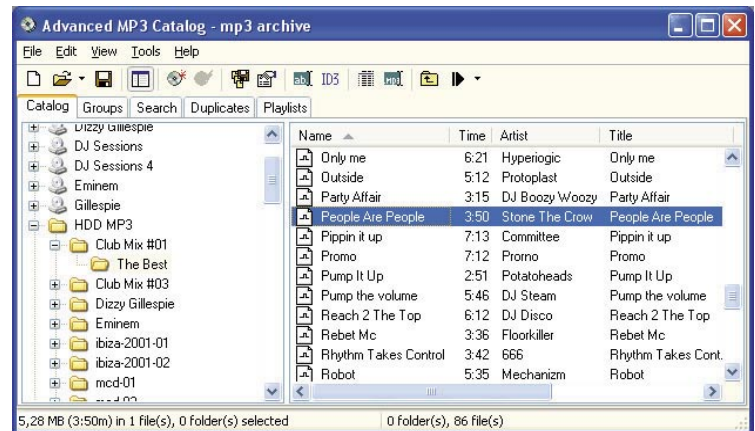 Advanced MP3 Catalog - mp3 archive
File Edit View Tools Help
ab ID3 MP3
Catalog Groups Search Duplicates Playlists
Dizzy Gillespie
DJ Sessions
DJ Sessions 4
Eminem
Gillespie
HDD MP3
Club Mix #01
The Best
Club Mix #03
Dizzy Gillespie
Eminem
ibiza-2001-01
ibiza-2001-02
mcd-01
Name Time Artist Title
Only me 6:21 Hyperlogic Only me
Outside 5:12 Protoplast Outside
Party Affair 3:15 DJ Boozy Woozy Party Affair
People Are People 3:50 Stone The Crow People Are People
Pippin it up 7:13 Committee Pippin it up
Promo 7:12 Promo Promo
Pump It Up 2:51 Potatoheads Pump It Up
Pump the volume 5:46 DJ Steam Pump the volume
Reach 2 The Top 6:12 DJ Disco Reach 2 The Top
Rebet Mc 3:36 Floorkiller Rebet Mc
Rhythm Takes Control 3:42 666 Rhythm Takes Cont.
Robot 5:35 Mechanizm Robot
5,28 MB (3:50m) in 1 file(s), 0 folder(s) selected 0 folder(s), 86 file(s)